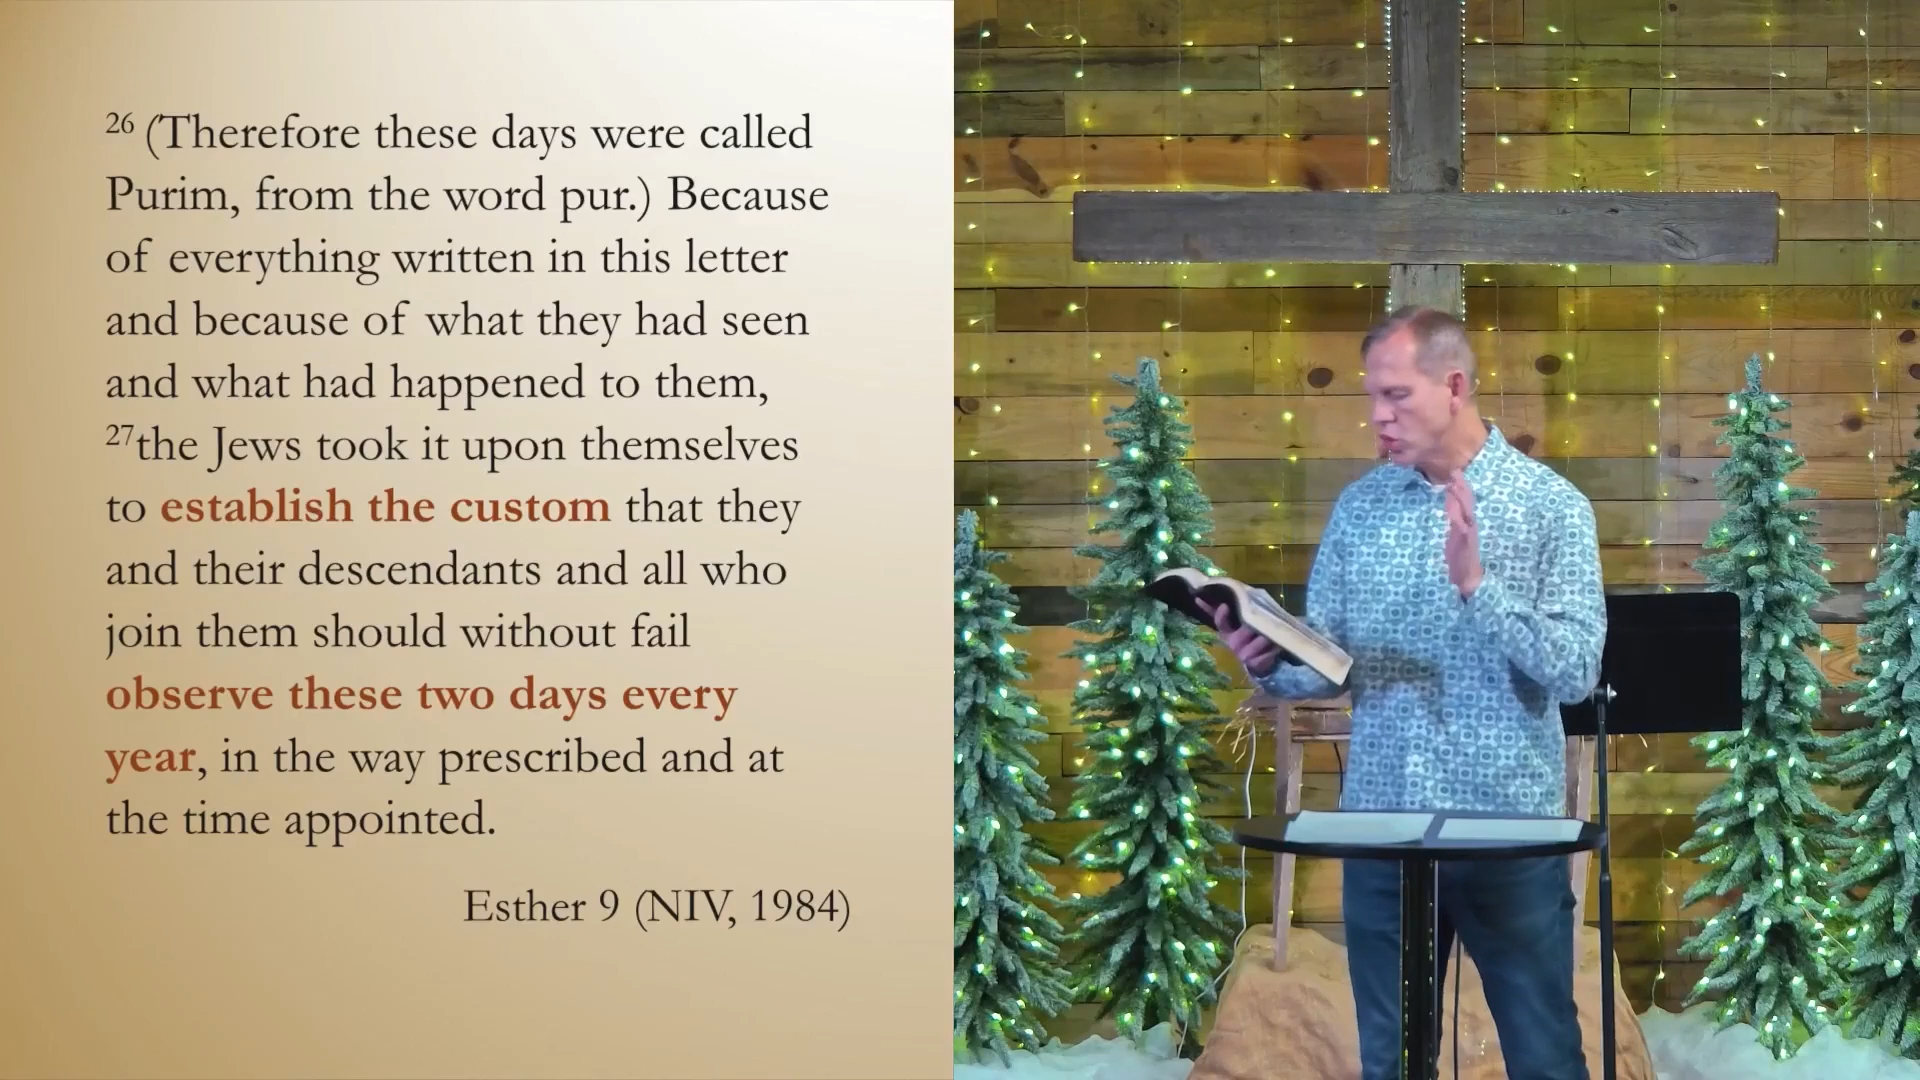 26 (Therefore these days were called
Purim, from the word pur.) Because
of everything written in this letter
and because of what they had seen
and what had happened to them,
27the Jews took it upon themselves
to establish the custom that they
and their descendants and all who
join them should without fail
observe these two days every
year, in the way prescribed and at
the time appointed.
Esther 9 (NIV, 1984)